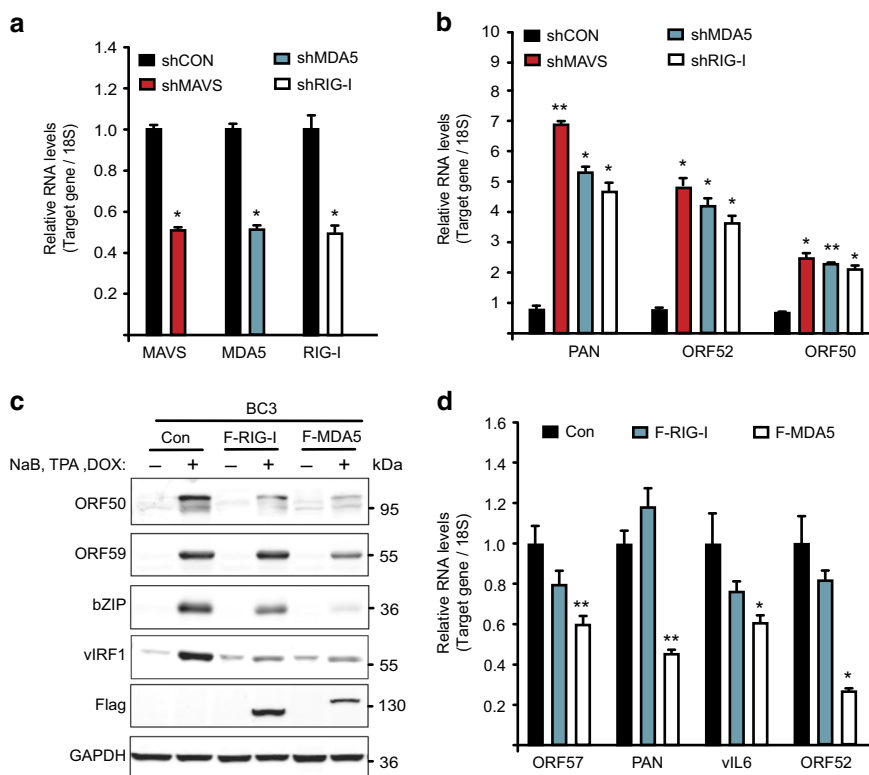 a
shCON
shMDA5
shMAVS
shRIG-I
Relative RNA levels
(Target gene / 18S)
1.4
1.2
1.0
0.8
0.6
0.4
0.2
*
*
*
MAVS
MDA5
RIG-I
b
shCON
shMDA5
shMAVS
shRIG-I
Relative RNA levels
(Target gene / 18S)
10
9
8
7
6
5
4
3
2
1
**
*
*
*
*
*
*
**
*
PAN
ORF52
ORF50
c
BC3
Con
F-RIG-I
F-MDA5
NaB, TPA ,DOX:
–
+
–
+
–
+
kDa
ORF50
95
ORF59
55
bZIP
36
vIRF1
55
Flag
130
GAPDH
36
d
Con
F-RIG-I
F-MDA5
Relative RNA levels
(Target gene / 18S)
1.6
1.4
1.2
1.0
0.8
0.6
0.4
0.2
**
**
*
*
ORF57
PAN
vIL6
ORF52